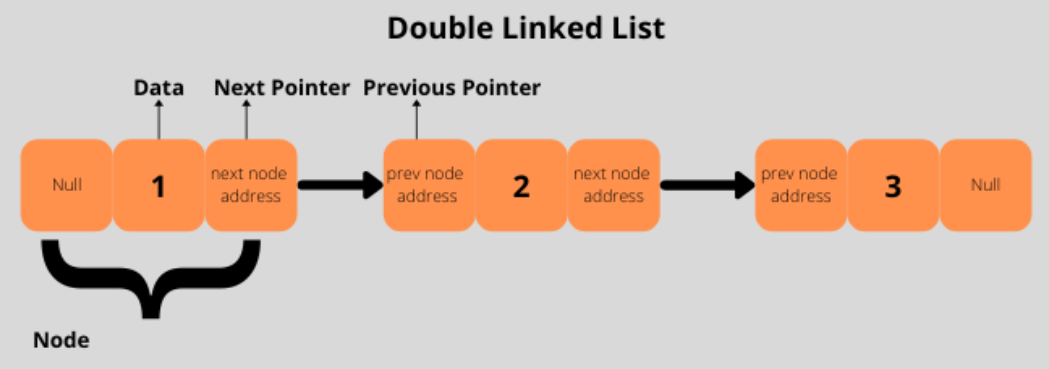 Double Linked List
Data
Next Pointer
Previous Pointer
Null
1
next node
address
prev node
address
2
next node
address
prev node
address
3
Null
Node